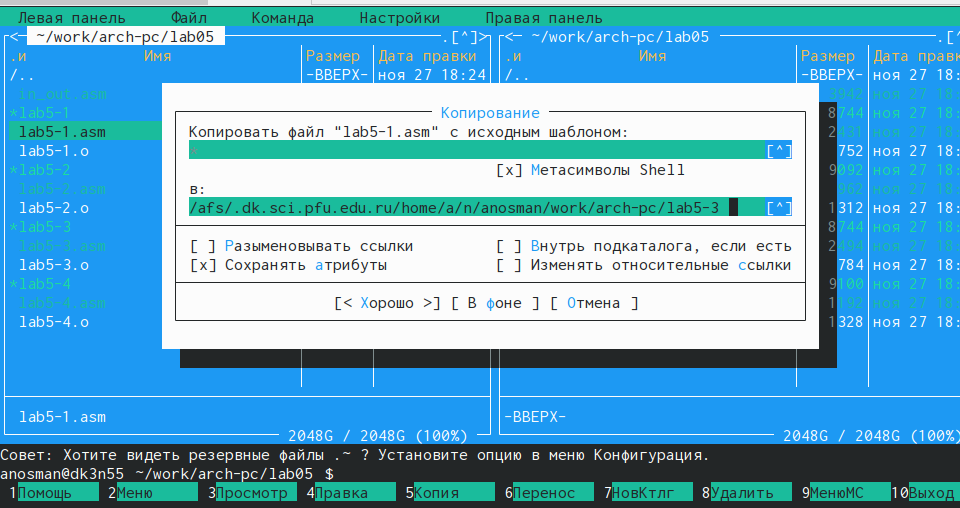 Левая панель Файл Команда Настройки Правая панель
<─ ~/work/arch-pc/lab05 .[^]> <─ ~/work/arch-pc/lab05 .[^
.и Имя Размер Дата правки .и Имя Размер Дата правк
/.. -ВВЕРХ- ноя 27 18:24 /.. -ВВЕРХ- ноя 27 18:
in_out.asm 3942 ноя 27 18:
Копирование
*lab5-1 8744 ноя 27 18:
lab5-1.asm Копировать файл "lab5-1.asm" с исходным шаблоном: 2431 ноя 27 18:
lab5-1.o [^] 752 ноя 27 18:
*lab5-2 [x] Метасимволы Shell 9092 ноя 27 18:
lab5-2.asm в: 962 ноя 27 18:
lab5-2.o /afs/.dk.sci.pfu.edu.ru/home/a/n/anosman/work/arch-pc/lab5-3 [^] 1312 ноя 27 18:
*lab5-3 8744 ноя 27 18:
lab5-3.asm [ ] Разыменовывать ссылки [ ] Внутрь подкаталога, если есть 2494 ноя 27 18:
lab5-3.o [x] Сохранять атрибуты [ ] Изменять относительные ссылки 784 ноя 27 18:
*lab5-4 9100 ноя 27 18:
lab5-4.asm [< Хорошо >] [ В фоне ] [ Отмена ] 1192 ноя 27 18:
lab5-4.o 1328 ноя 27 18:
lab5-1.asm -ВВЕРХ-
2048G / 2048G (100%) 2048G / 2048G (100%)
Совет: Хотите видеть резервные файлы .~ ? Установите опцию в меню Конфигурация.
anosman@dk3n55 ~/work/arch-pc/lab05 $
1Помощь 2Меню 3Просмотр 4Правка 5Копия 6Перенос 7НовКтлг 8Удалить 9МенюМС 10Выход